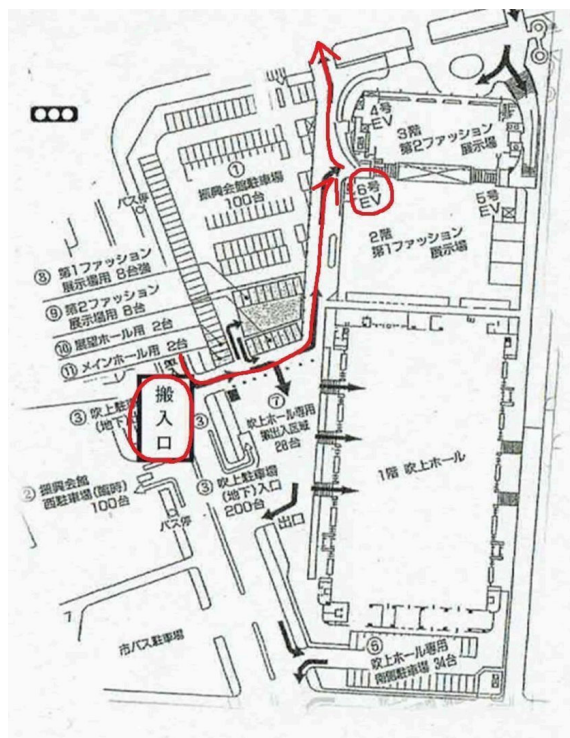 4号
EV
3階
第2ファッション
展示場
①
振興会館駐車場
100台
バス停
6号
EV
5号
EV
2階
第1ファッション
展示場
⑧ 第1ファッション
展示場用 8台強
⑨ 第2ファッション
展示場用 8台
⑩ 展望ホール用 2台
⑪ メインホール用 2台
搬
入
口
③ 吹上駐
(地下)
③
⑦
吹上ホール専用
搬出入区域
28台
1階 吹上ホール
② 振興会館
西駐車場(臨時)
100台
③ 吹上駐車場
(地下)入口
200台
バス停
出口
7
市バス駐車場
⑤
吹上ホール専用
南側駐車場 34台